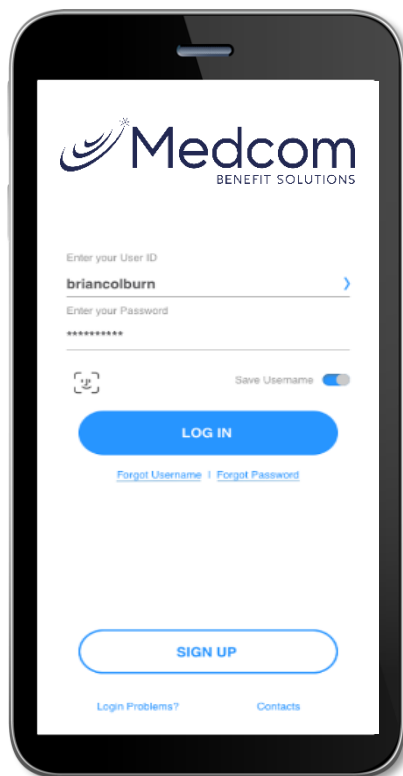 Medcom
BENEFIT SOLUTIONS
Enter your User ID
briancolburn
Enter your Password
**********
Save Username
LOG IN
Forgot Username | Forgot Password
SIGN UP
Login Problems? Contacts